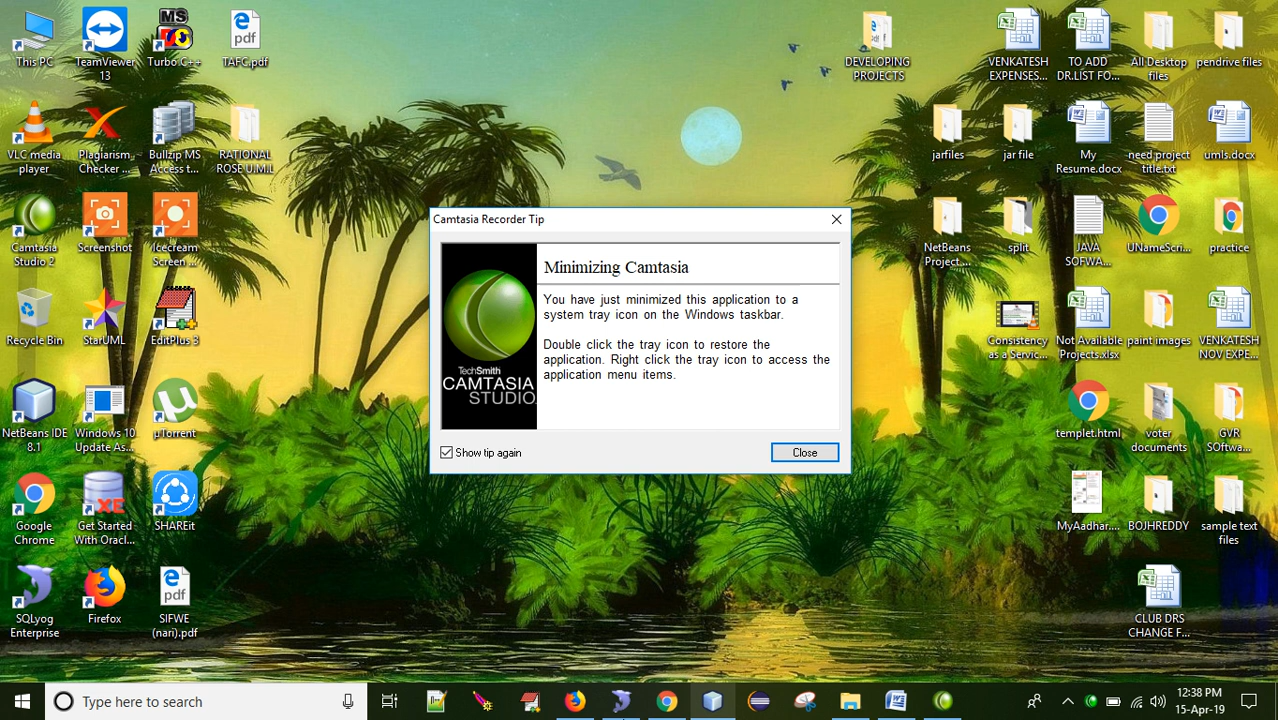 This PC
TeamViewer
13
MS
Turbo C++
pdf
TAFC.pdf
DEVELOPING
PROJECTS
VENKATESH
EXPENSES...
TO ADD
DR.LIST FO...
All Desktop
files
pendrive files
VLC media
player
Plagiarism
Checker ...
Bullzip MS
Access t...
RATIONAL
ROSE U.M.L
jarfiles
jar file
My
Resume.docx
need project
title.txt
umls.docx
Camtasia
Studio 2
Screenshot
Icecream
Screen ...
NetBeans
Project...
split
JAVA
SOFWA...
UNameScri...
practice
Recycle Bin
StarUML
EditPlus 3
Consistency
as a Servic...
Not Available
Projects.xlsx
paint images
VENKATESH
NOV EXPE...
NetBeans IDE
8.1
Windows 10
Update As...
µTorrent
templet.html
voter
documents
GVR
SOftwa...
Google
Chrome
XE
Get Started
With Oracl...
SHAREit
MyAadhar....
BOJHREDDY
sample text
files
SQLyog
Enterprise
Firefox
pdf
SIFWE
(nari).pdf
CLUB DRS
CHANGE F...
Camtasia Recorder Tip
Minimizing Camtasia
You have just minimized this application to a
system tray icon on the Windows taskbar.
Double click the tray icon to restore the
application. Right click the tray icon to access the
application menu items.
TechSmith
CAMTASIA
STUDIO
Show tip again
Close
Type here to search
12:38 PM
15-Apr-19